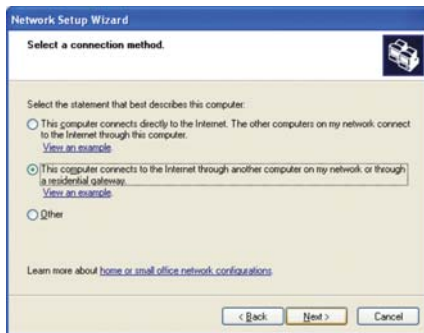 Network Setup Wizard
Select a connection method.
Select the statement that best describes this computer:
This computer connects directly to the Internet. The other computers on my network connect
to the Internet through this computer.
View an example.
This computer connects to the Internet through another computer on my network or through
a residential gateway.
View an example.
Other
Learn more about home or small office network configurations.
< Back
Next >
Cancel